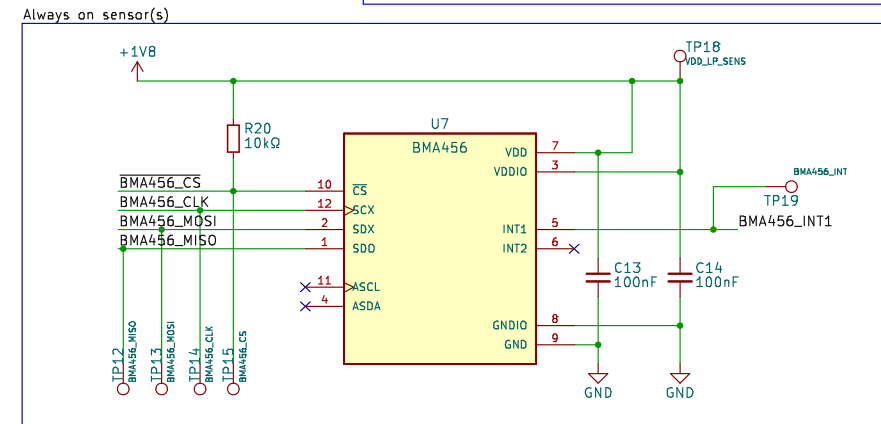 Always on sensor(s)
+1V8
TP18
VDD_LP_SENS
R20
10kΩ
U7
BMA456
VDD
7
VDDIO
3
BMA456_INT
TP19
BMA456_CS
10
CS
BMA456_CLK
12
SCX
BMA456_MOSI
2
SDX
BMA456_MISO
1
SDO
INT1
5
BMA456_INT1
INT2
6
11
ASCL
4
ASDA
C13
100nF
C14
100nF
GNDIO
8
GND
9
TP12
BMA456_MISO
TP13
BMA456_MOSI
TP14
BMA456_CLK
TP15
BMA456_CS
GND
GND